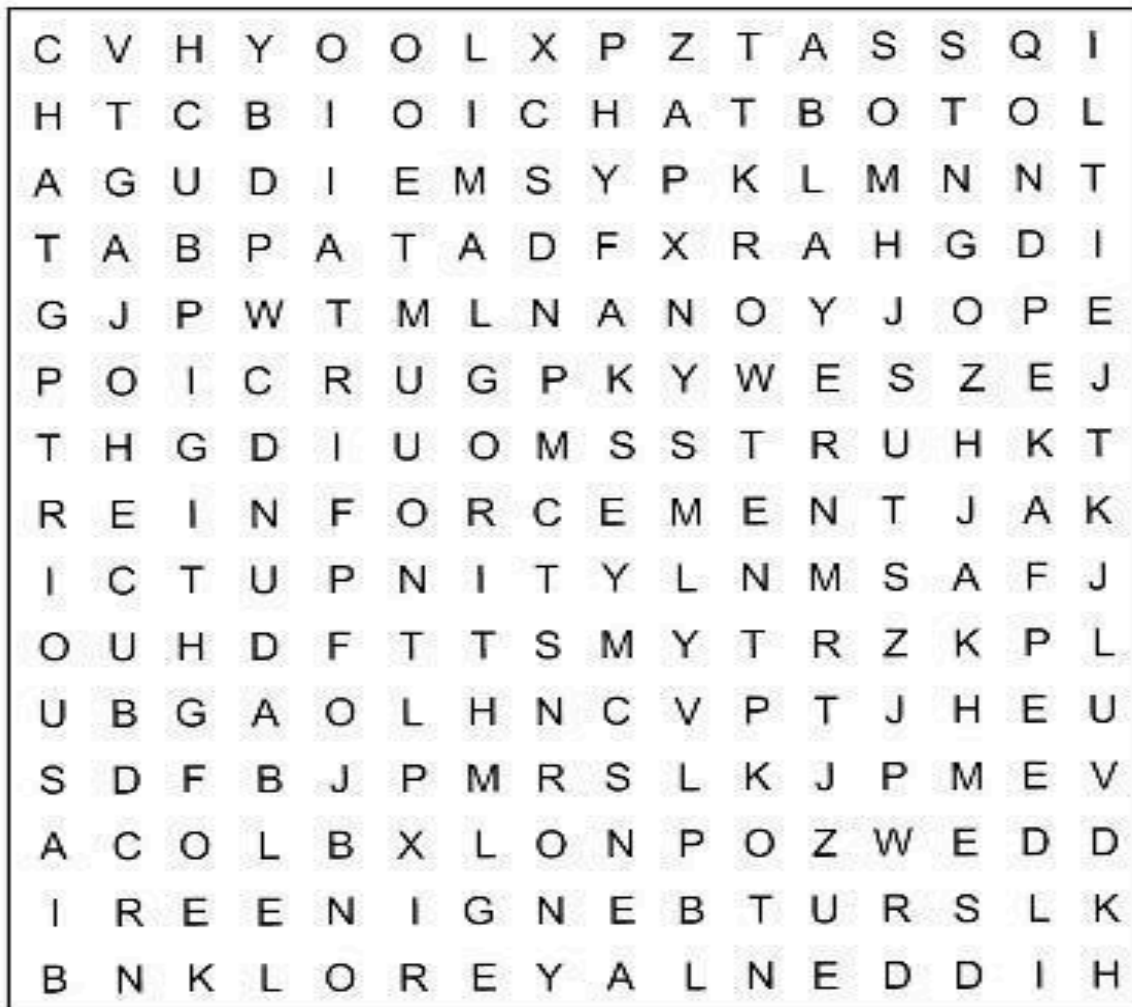 C V H Y O O L X P Z T A S S Q I
H T C B I O I C H A T B O T O L
A G U D I E M S Y P K L M N N T
T A B P A T A D F X R A H G D I
G J P W T M L N A N O Y J O P E
P O I C R U G P K Y W E S Z E J
T H G D I U O M S S T R U H K T
R E I N F O R C E M E N T J A K
I C T U P N I T Y L N M S A F J
O U H D F T T S M Y T R Z K P L
U B G A O L H N C V P T J H E U
S D F B J P M R S L K J P M E V
A C O L B X L O N P O Z W E D D
I R E E N I G N E B T U R S L K
B N K L O R E Y A L N E D D I H